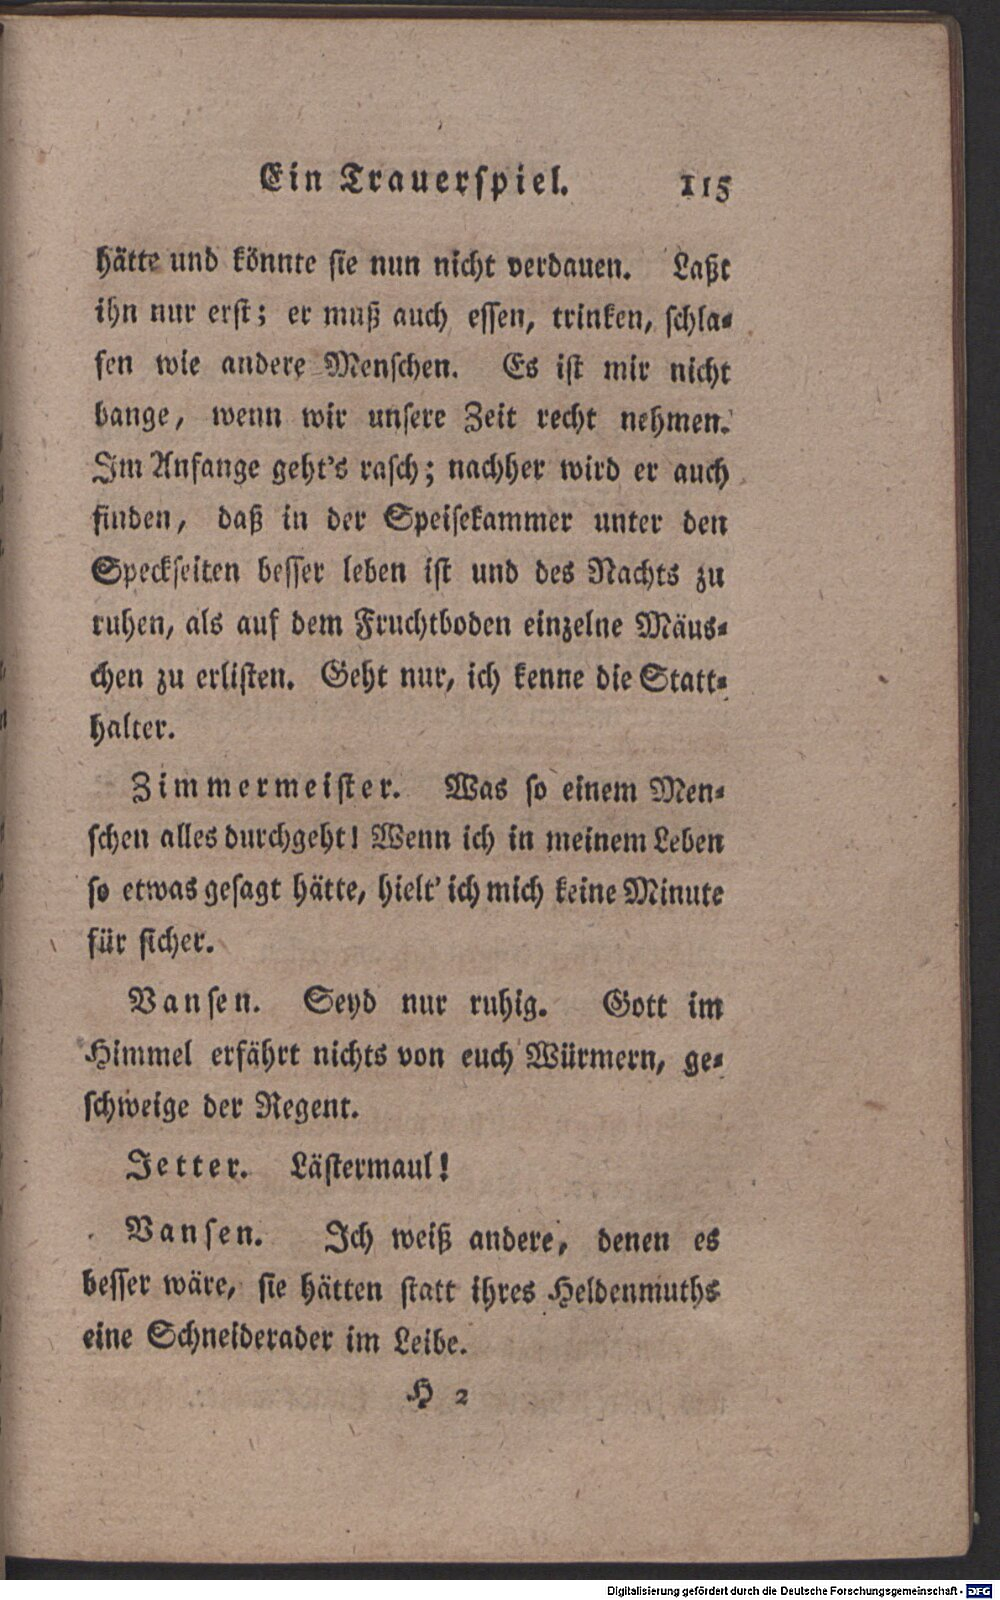 Ein Trauerspiel. 115
hätte und könnte sie nun nicht verdauen. Laßt
ihn nur erst; er muß auch essen, trinken, schla-
fen wie andere Menschen. Es ist mir nicht
bange, wenn wir unsere Zeit recht nehmen.
Im Anfange geht's rasch; nachher wird er auch
finden, daß in der Speisekammer unter den
Speckseiten besser leben ist und des Nachts zu
ruhen, als auf dem Fruchtboden einzelne Mäus-
chen zu erlisten. Geht nur, ich kenne die Statt-
halter.
Zimmermeister. Was so einem Men-
schen alles durchgeht! Wenn ich in meinem Leben
so etwas gesagt hätte, hielt' ich mich keine Minute
für sicher.
Vansen. Seyd nur ruhig. Gott im
Himmel erfährt nichts von euch Würmern, ge-
schweige der Regent.
Jetter. Lästermaul!
Vansen. Ich weiß andere, denen es
besser wäre, sie hätten statt ihres Heldenmuths
eine Schneiderader im Leibe.
H 2
Digitalisierung gefördert durch die Deutsche Forschungsgemeinschaft - DFG